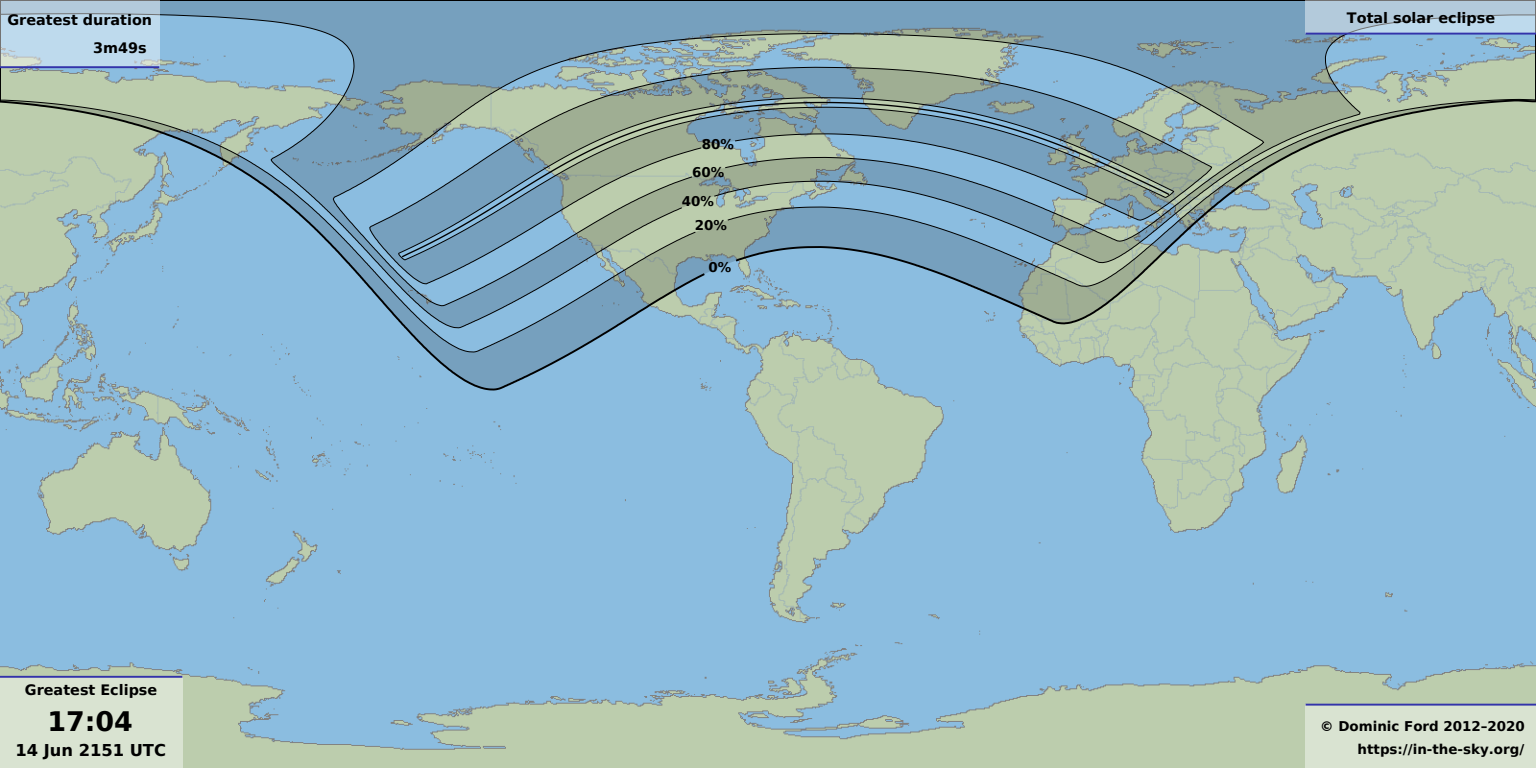 Greatest duration
3m49s
Total solar eclipse
80%
60%
40%
20%
0%
Greatest Eclipse
17:04
14 Jun 2151 UTC
© Dominic Ford 2012–2020
https://in-the-sky.org/